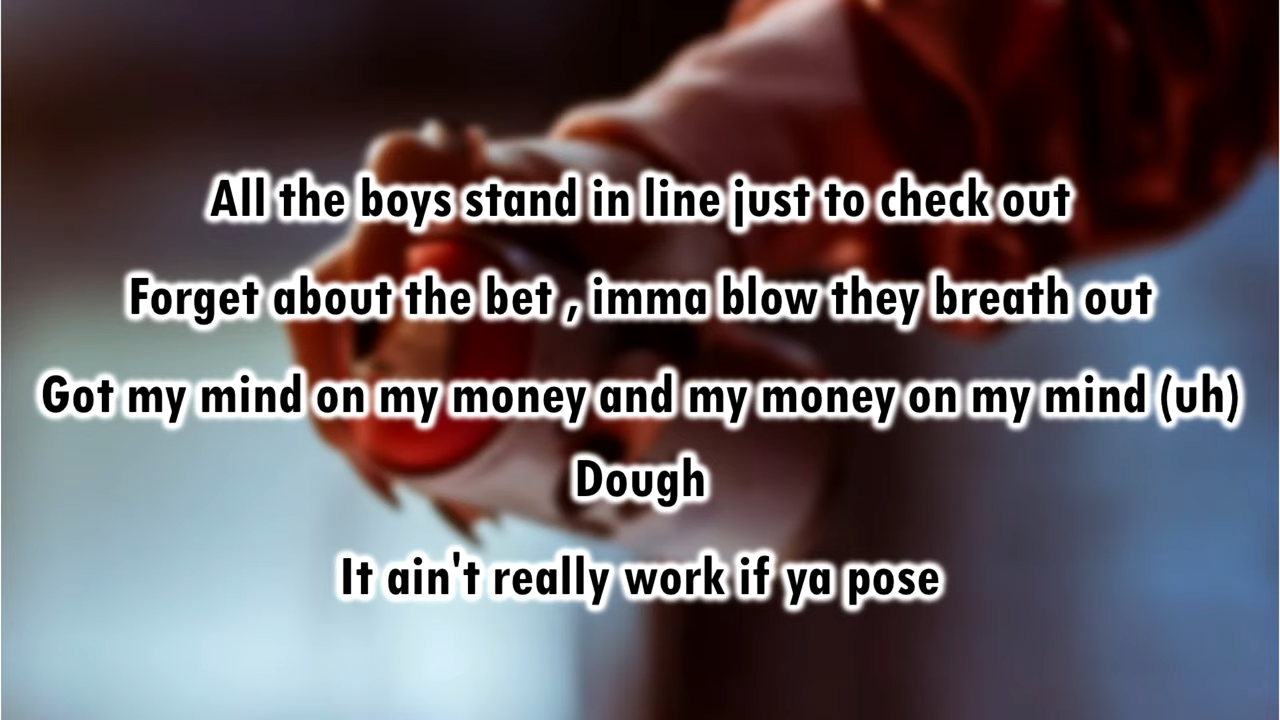 All the boys stand in line just to check out
Forget about the bet , imma blow they breath out
Got my mind on my money and my money on my mind (uh)
Dough
It ain't really work if ya pose